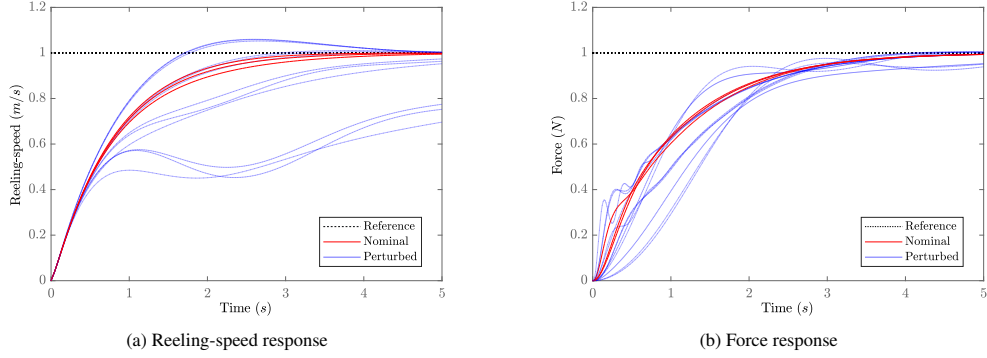 1.2
1
0.8
0.6
0.4
0.2
0
Reeling-speed (m/s)
Reference
Nominal
Perturbed
0 1 2 3 4 5
Time (s)
(a) Reeling-speed response
1.2
1
0.8
0.6
0.4
0.2
0
Force (N)
Reference
Nominal
Perturbed
0 1 2 3 4 5
Time (s)
(b) Force response